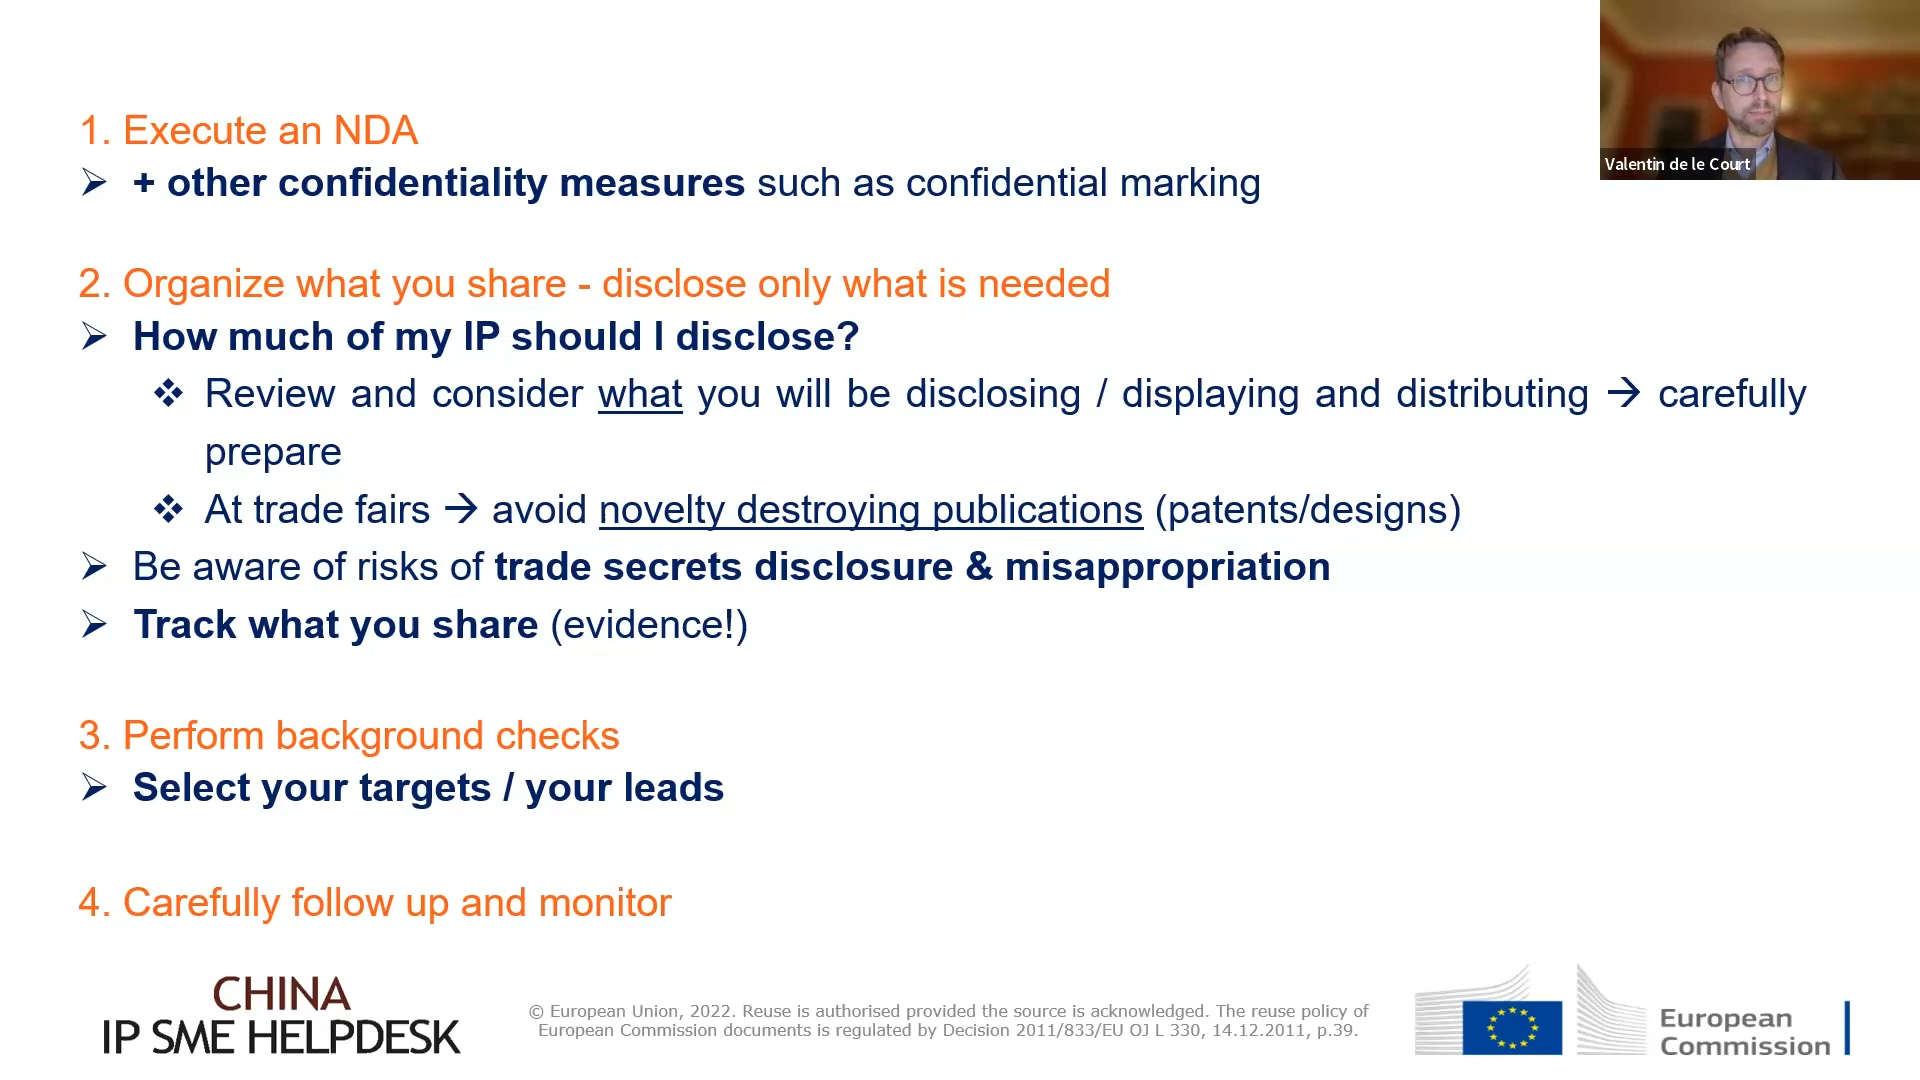 Valentin de le Court
1. Execute an NDA
➢ + other confidentiality measures such as confidential marking
2. Organize what you share - disclose only what is needed
➢ How much of my IP should I disclose?
❖ Review and consider what you will be disclosing / displaying and distributing → carefully
prepare
❖ At trade fairs → avoid novelty destroying publications (patents/designs)
➢ Be aware of risks of trade secrets disclosure & misappropriation
➢ Track what you share (evidence!)
3. Perform background checks
➢ Select your targets / your leads
4. Carefully follow up and monitor
CHINA
IP SME HELPDESK
© European Union, 2022. Reuse is authorised provided the source is acknowledged. The reuse policy of
European Commission documents is regulated by Decision 2011/833/EU OJ L 330, 14.12.2011, p.39.
European
Commission